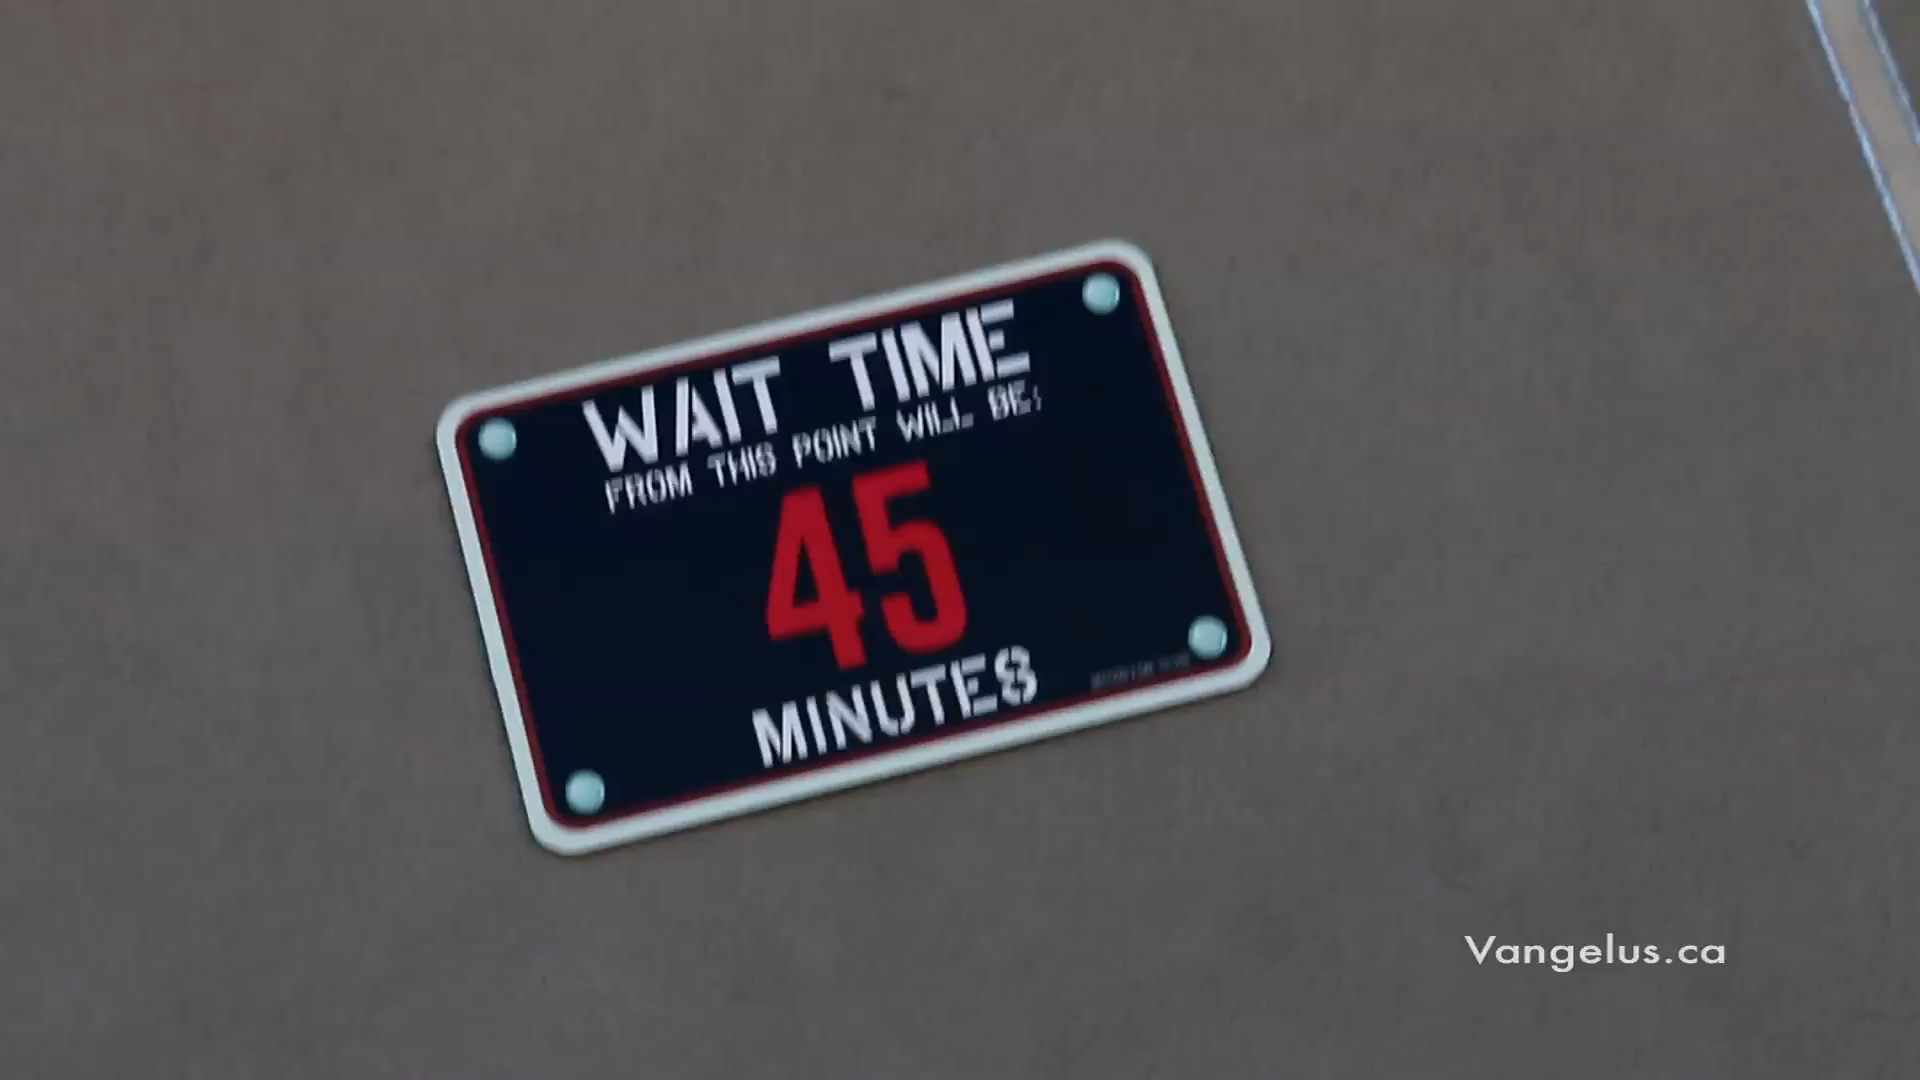 WAIT TIME
FROM THIS POINT WILL BE:
45
MINUTES
Vangelus.ca